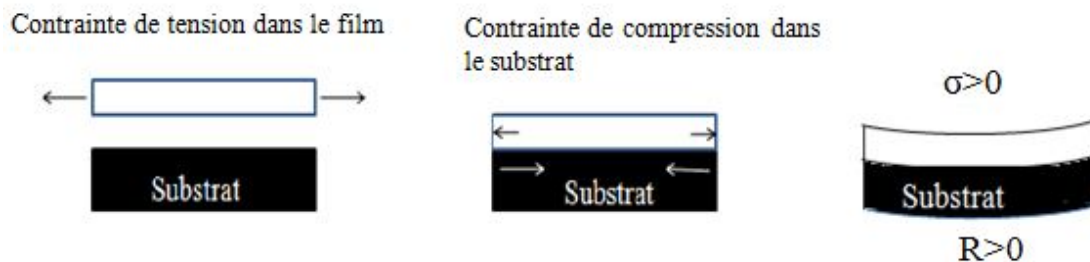 Contrainte de tension dans le film
Contrainte de compression dans
le substrat
Substrat
Substrat
σ>0
Substrat
R>0